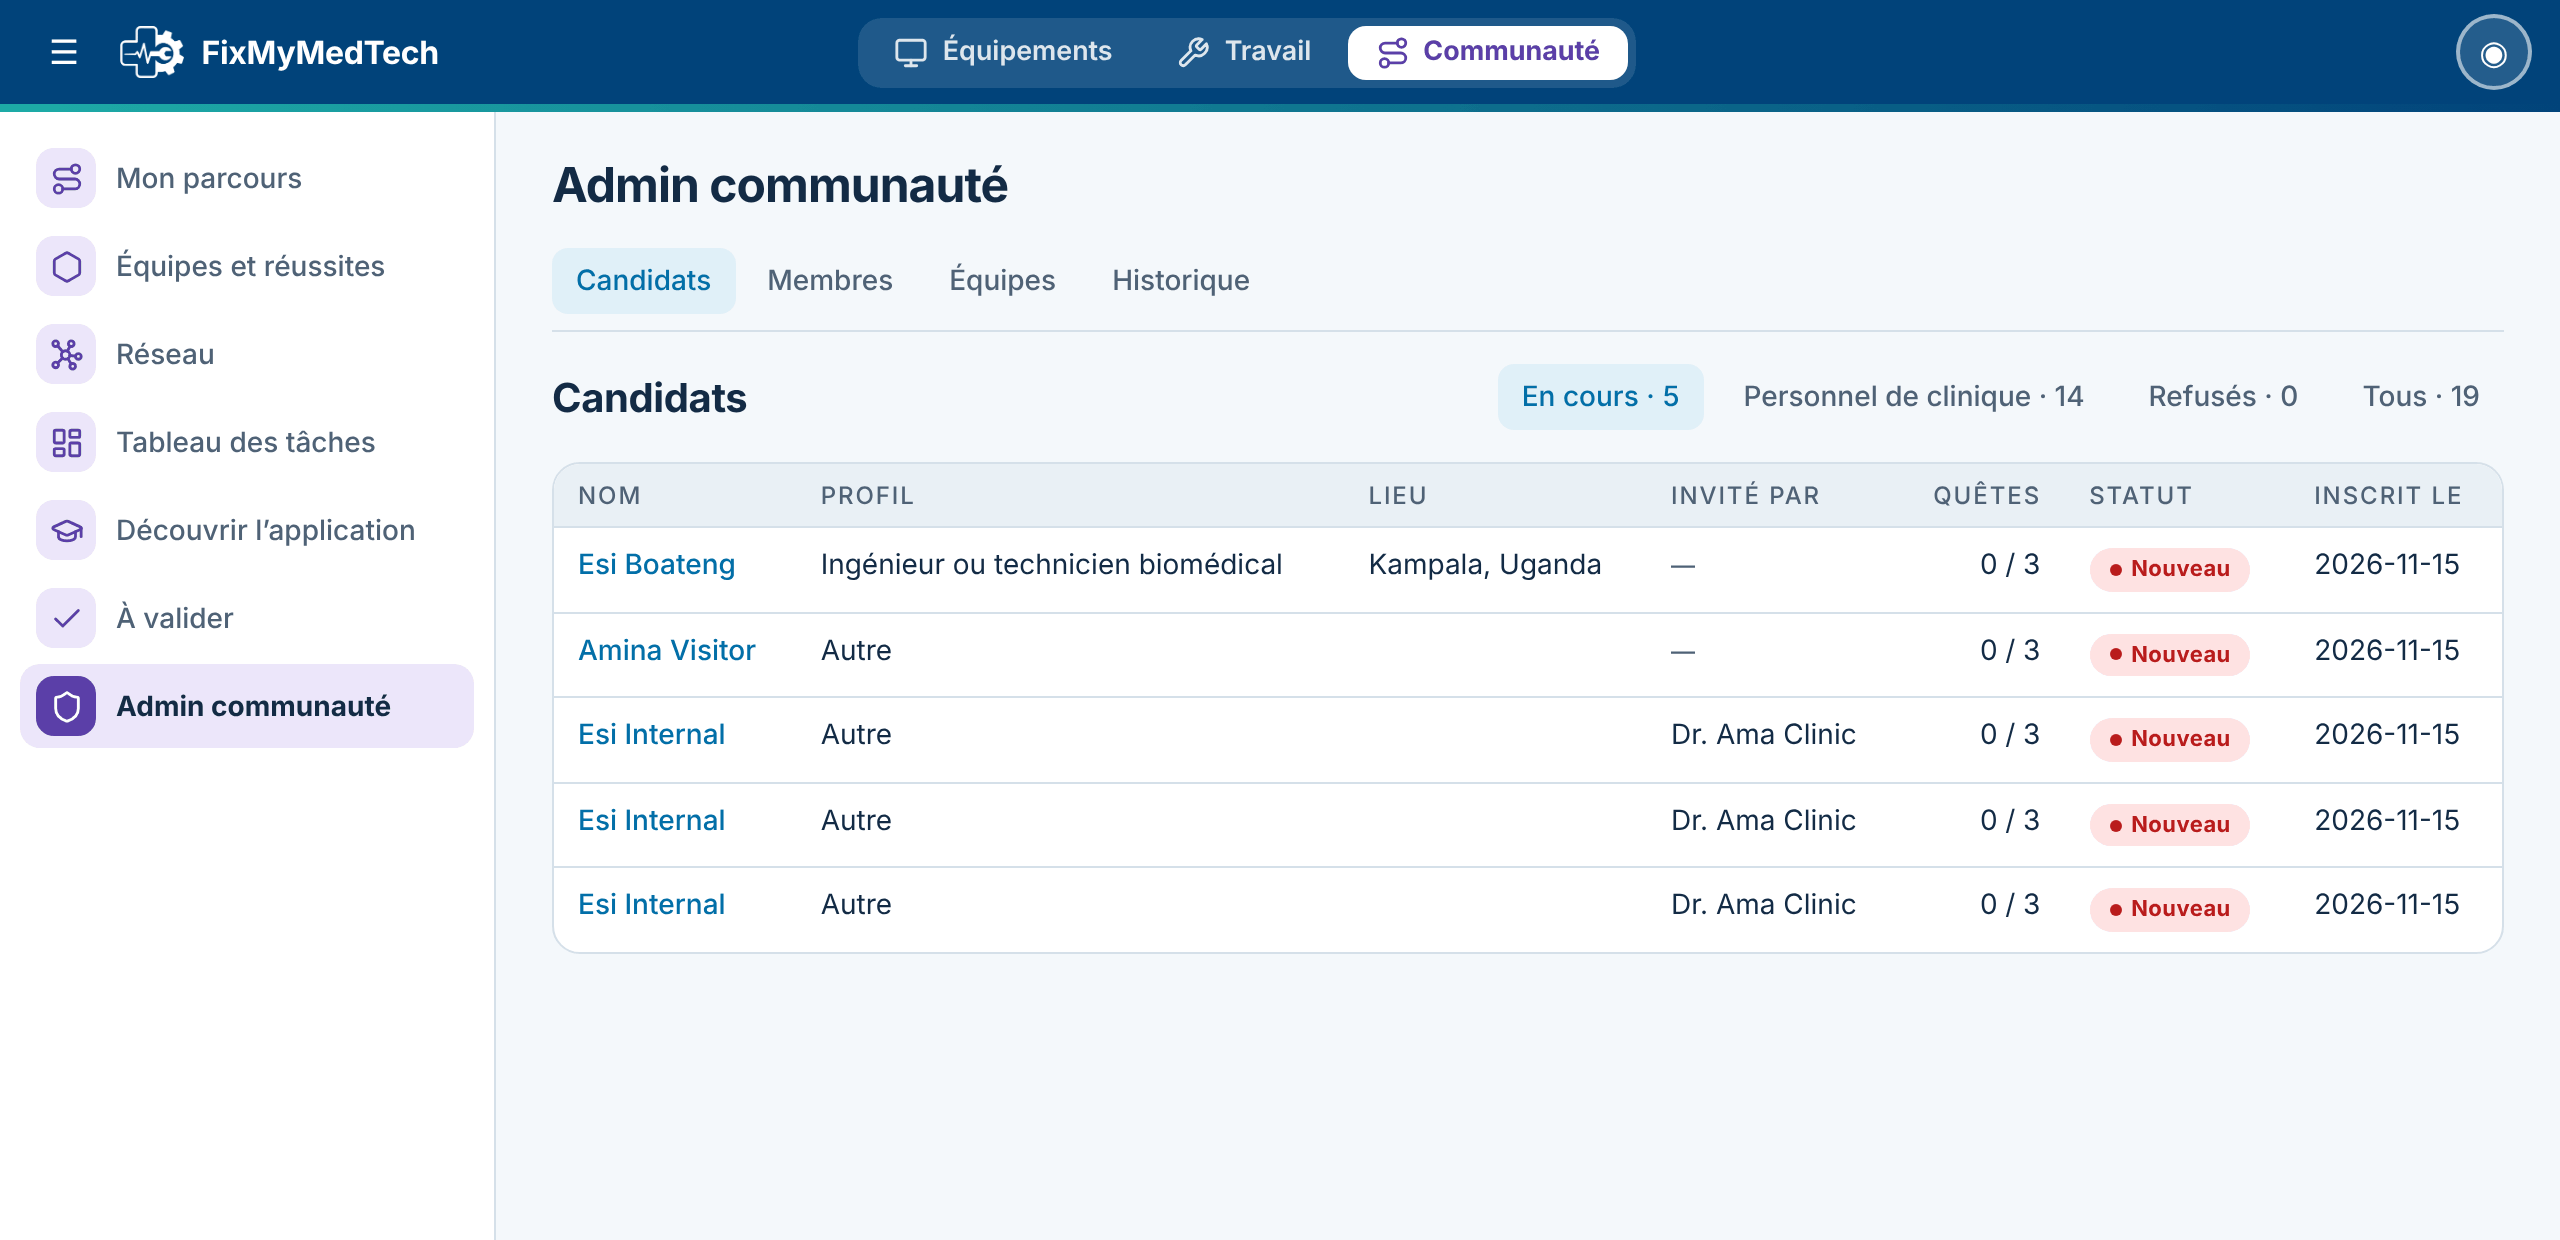 FixMyMedTech
Équipements
Travail
Communauté
Mon parcours
Équipes et réussites
Réseau
Tableau des tâches
Découvrir l’application
À valider
Admin communauté
Admin communauté
Candidats Membres Équipes Historique
Candidats
En cours · 5 Personnel de clinique · 14 Refusés · 0 Tous · 19
NOM PROFIL LIEU INVITÉ PAR QUÊTES STATUT INSCRIT LE
Esi Boateng Ingénieur ou technicien biomédical Kampala, Uganda — 0 / 3 Nouveau 2026-11-15
Amina Visitor Autre — 0 / 3 Nouveau 2026-11-15
Esi Internal Autre Dr. Ama Clinic 0 / 3 Nouveau 2026-11-15
Esi Internal Autre Dr. Ama Clinic 0 / 3 Nouveau 2026-11-15
Esi Internal Autre Dr. Ama Clinic 0 / 3 Nouveau 2026-11-15